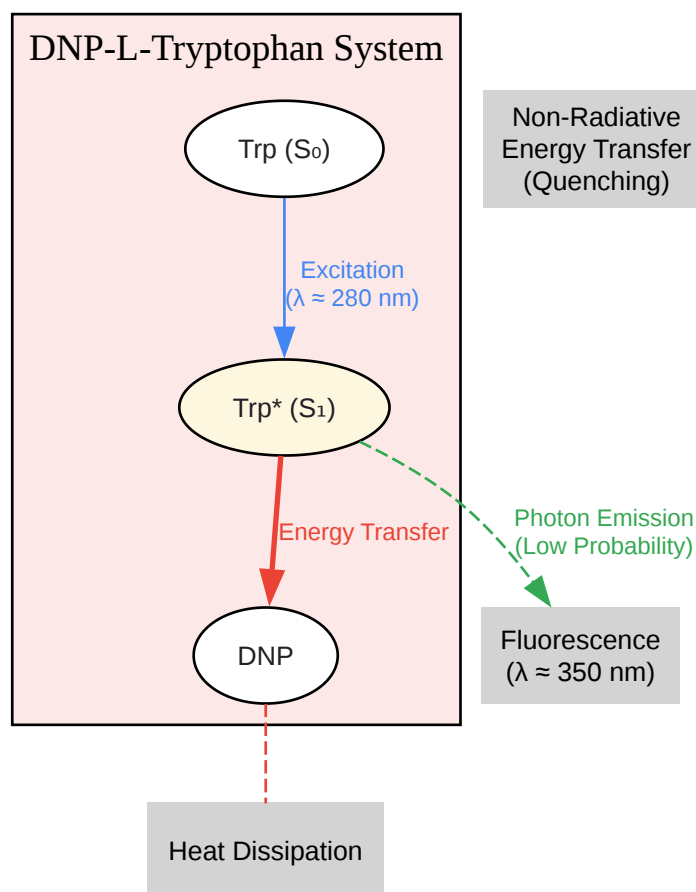 DNP-L-Tryptophan System
Trp (S₀)
Non-Radiative
Energy Transfer
(Quenching)
Excitation
(λ ≈ 280 nm)
Trp* (S₁)
Energy Transfer
Photon Emission
(Low Probability)
DNP
Fluorescence
(λ ≈ 350 nm)
Heat Dissipation